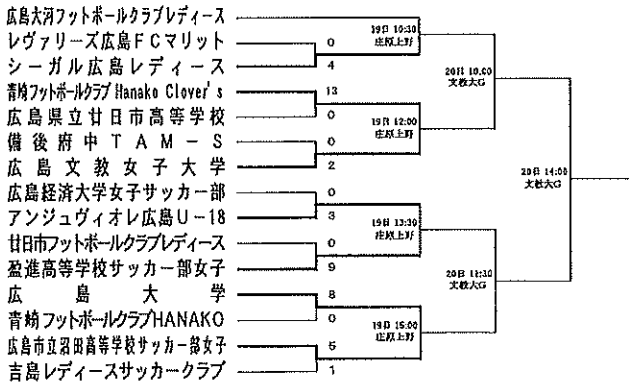 広島大河フットボールクラブレディース
19日 10:30
庄原上野
レヴァリーズ広島FCマリット
0
シーガル広島レディース
4
20日 10:00
文教大G
青崎フットボールクラブ Hanako Clover's
13
広島県立廿日市高等学校
0
19日 12:00
庄原上野
備後府中TAM-S
0
広島文教女子大学
2
20日 14:00
文教大G
広島経済大学女子サッカー部
0
アンジュヴィオレ広島U-18
3
19日 13:30
庄原上野
廿日市フットボールクラブレディース
0
盈進高等学校サッカー部女子
9
20日 11:30
文教大G
広島大学
8
青崎フットボールクラブHANAKO
0
19日 15:00
庄原上野
広島市立沼田高等学校サッカー部女子
吉島レディースサッカークラブ
1